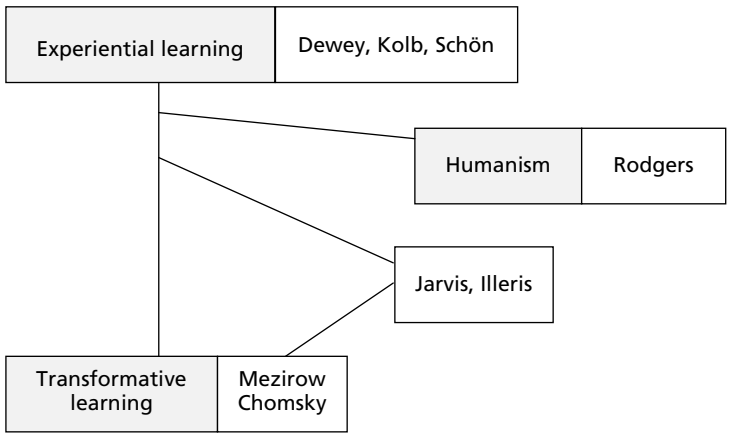 Experiential learning
Dewey, Kolb, Schön
Humanism
Rodgers
Jarvis, Illeris
Transformative
learning
Mezirow
Chomsky